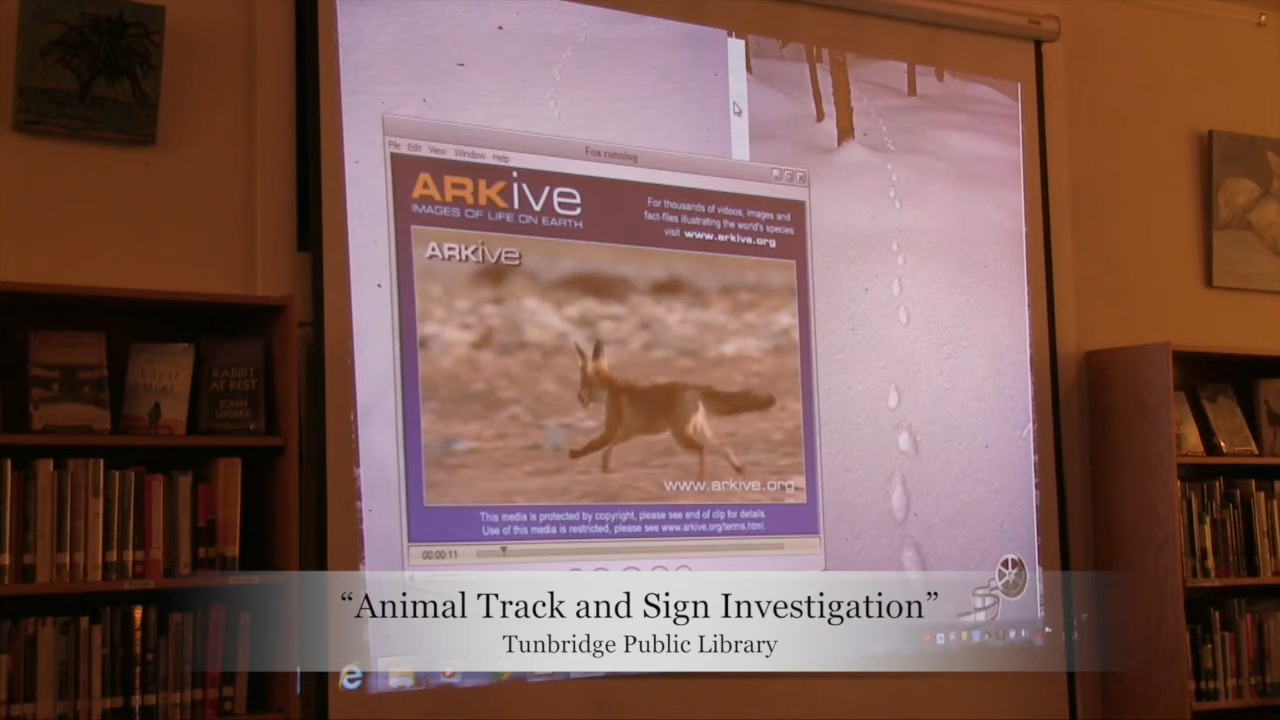 File Edit View Window Help
Fox running
ARKive
IMAGES OF LIFE ON EARTH
For thousands of videos, images and
fact-files illustrating the world's species
visit www.arkive.org
ARKive
www.arkive.org
This media is protected by copyright, please see end of clip for details.
Use of this media is restricted, please see www.arkive.org/terms.html.
00:00:11
RABBIT
AT REST
JOHN
UPDIKE
“Animal Track and Sign Investigation”
Tunbridge Public Library